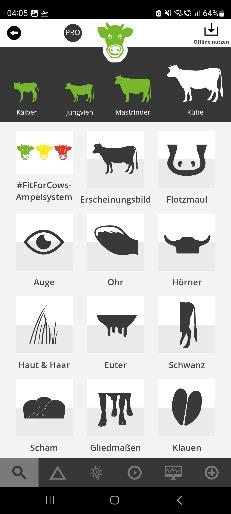 04:05
64%
PRO
Offline nutzen
Kälber Jungvieh Mastrinder Kühe
#FitForCows-
Ampelsystem
Erscheinungsbild
Flotzmaul
Auge Ohr Hörner
Haut & Haar Euter Schwanz
Scham Gliedmaßen Klauen